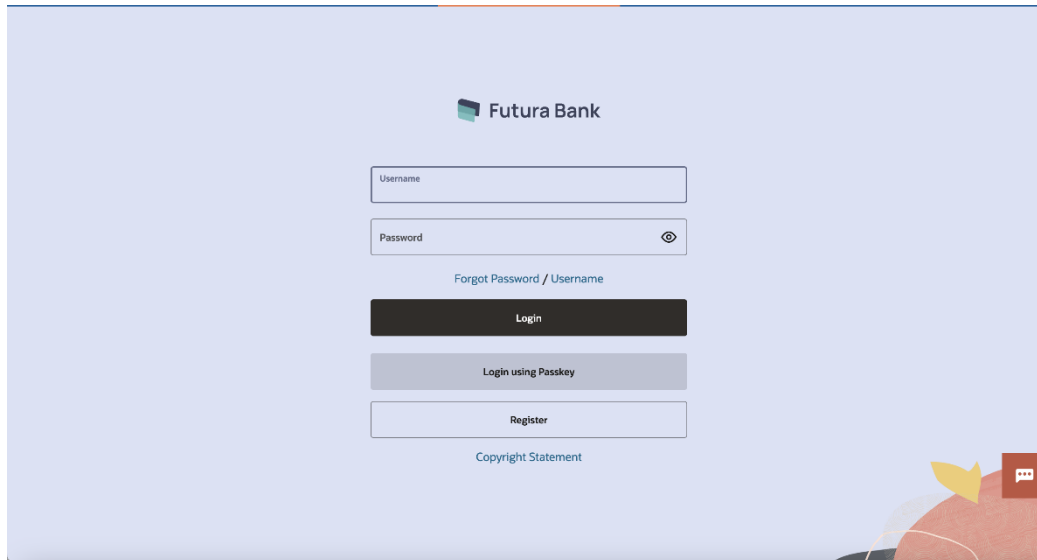 Futura Bank
Username
Password
Forgot Password / Username
Login
Login using Passkey
Register
Copyright Statement